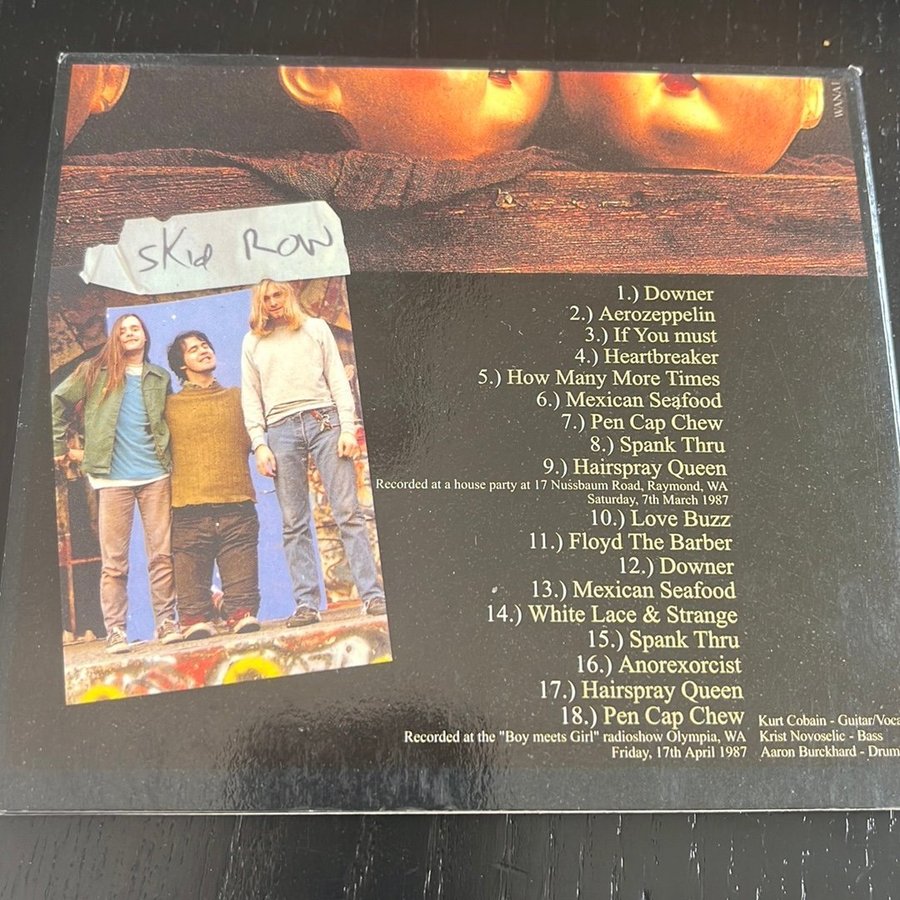 WANAT
skid ROW
1.) Downer
2.) Aerozeppelin
3.) If You must
4.) Heartbreaker
5.) How Many More Times
6.) Mexican Seafood
7.) Pen Cap Chew
8.) Spank Thru
9.) Hairspray Queen
Recorded at a house party at 17 Nussbaum Road, Raymond, WA
Saturday, 7th March 1987
10.) Love Buzz
11.) Floyd The Barber
12.) Downer
13.) Mexican Seafood
14.) White Lace & Strange
15.) Spank Thru
16.) Anorexorcist
17.) Hairspray Queen
18.) Pen Cap Chew
Recorded at the "Boy meets Girl" radioshow Olympia, WA
Friday, 17th April 1987
Kurt Cobain - Guitar/Voca
Krist Novoselic - Bass
Aaron Burckhard - Drum